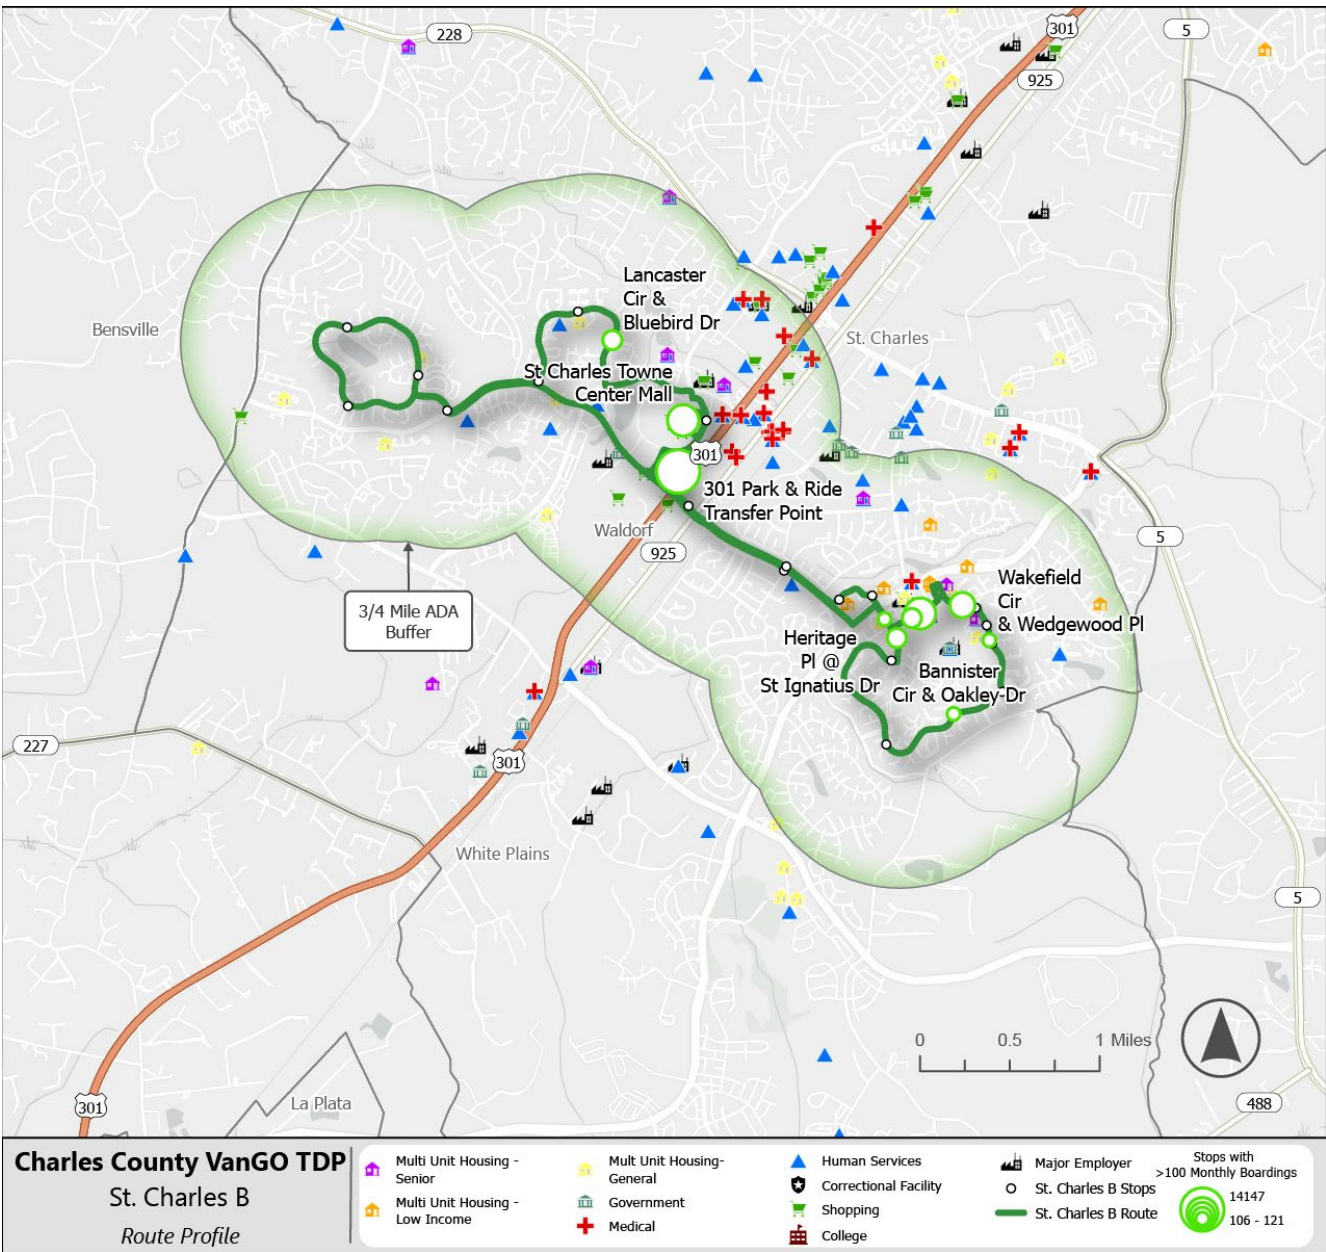 228
301
5
925
Bensville
Lancaster
Cir &
Bluebird Dr
St. Charles
St Charles Towne
Center Mall
301
301 Park & Ride
Transfer Point
Waldorf
925
5
3/4 Mile ADA
Buffer
Wakefield
Cir
& Wedgewood Pl
Heritage
Pl @
St Ignatius Dr
Bannister
Cir & Oakley Dr
227
301
White Plains
5
0 0.5 1 Miles
La Plata
301
488
Charles County VanGO TDP
St. Charles B
Route Profile
Multi Unit Housing -
Senior
Multi Unit Housing -
Low Income
Mult Unit Housing-
General
Government
Medical
Human Services
Correctional Facility
Shopping
College
Major Employer
St. Charles B Stops
St. Charles B Route
Stops with
>100 Monthly Boardings
14147
106 - 121